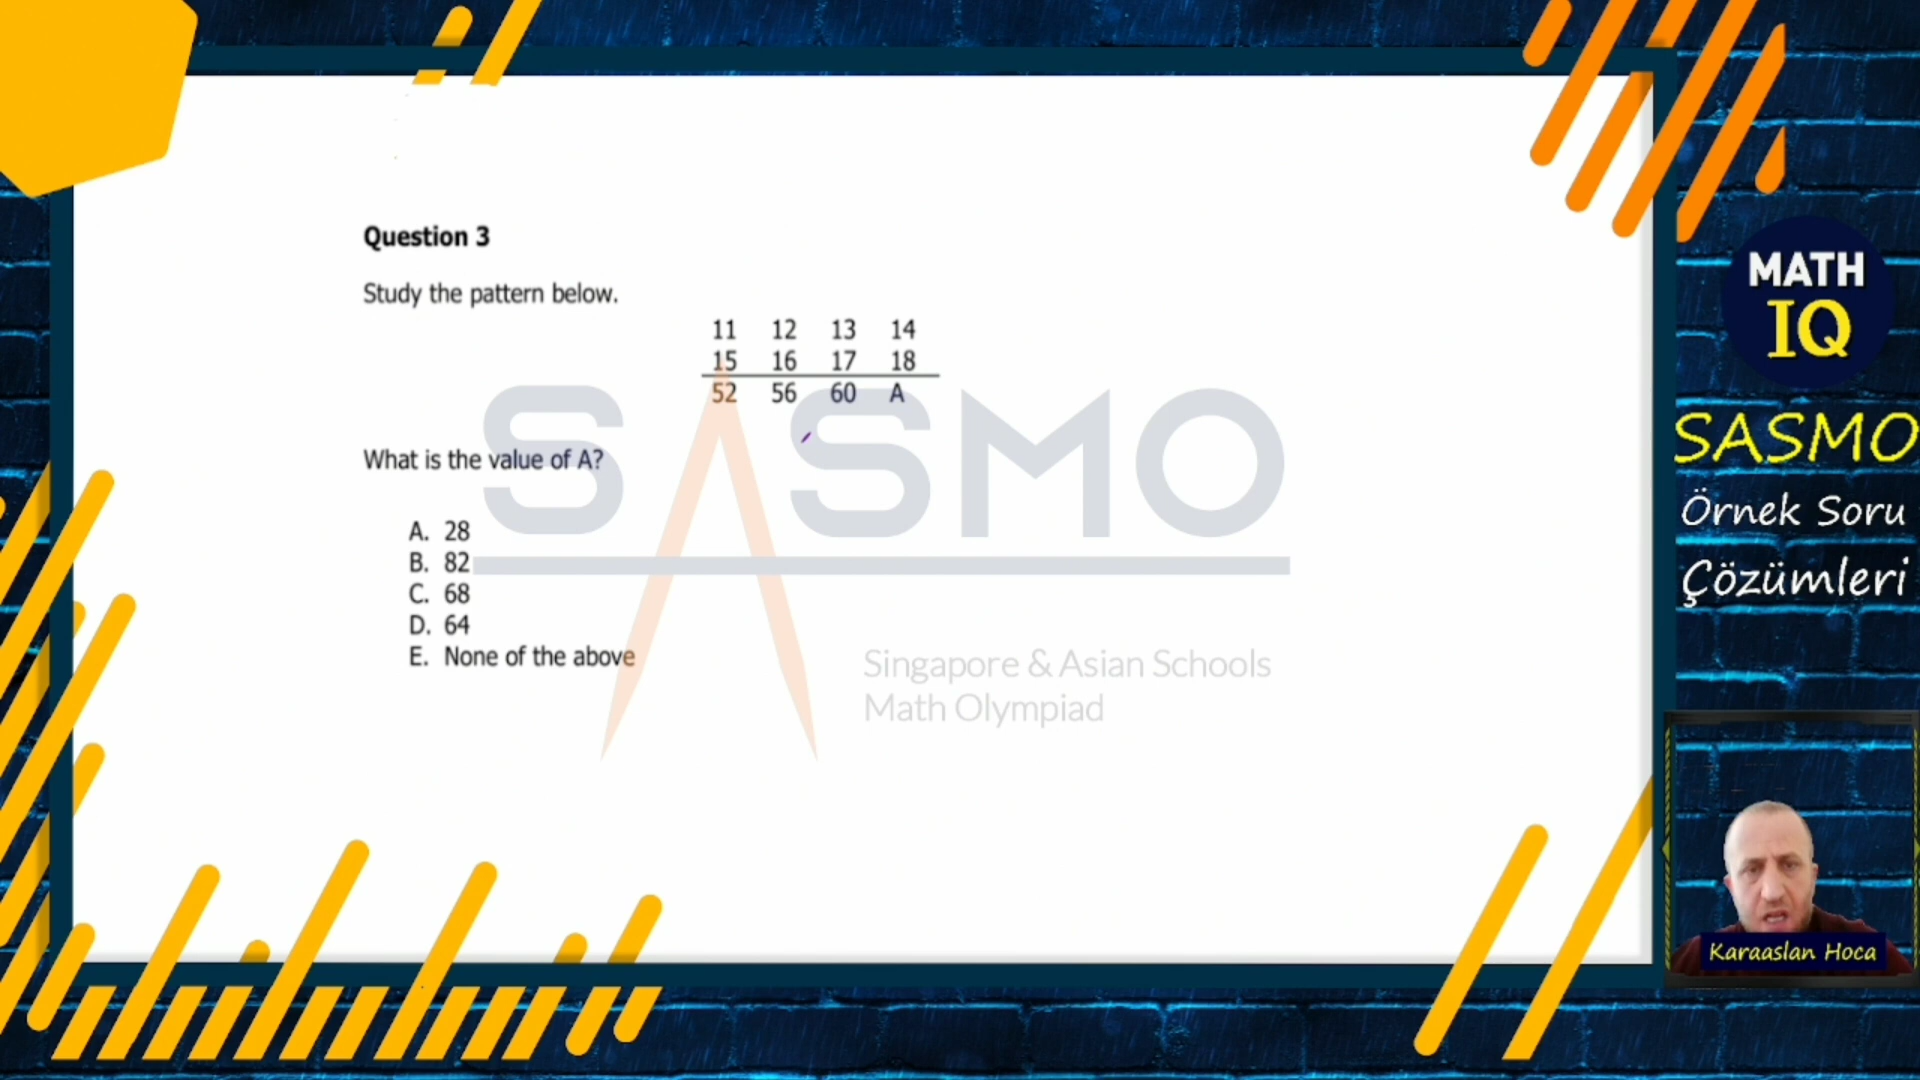 Question 3
Study the pattern below.
11 12 13 14
15 16 17 18
52 56 60 A
What is the value of A?
A. 28
B. 82
C. 68
D. 64
E. None of the above
SASMO
Singapore & Asian Schools
Math Olympiad
MATH
IQ
SASMO
Örnek Soru
Çözümleri
Karaaslan Hoca